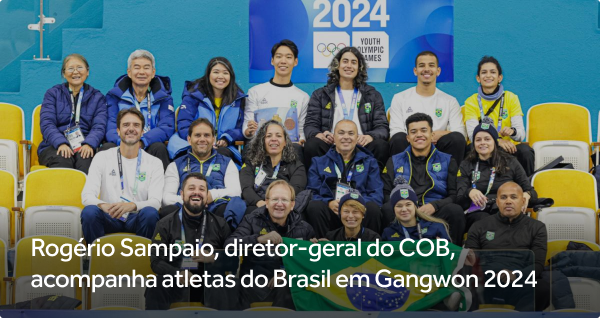 2024
YOUTH
OLYMPIC
GAMES
Rogério Sampaio, diretor-geral do COB,
acompanha atletas do Brasil em Gangwon 2024